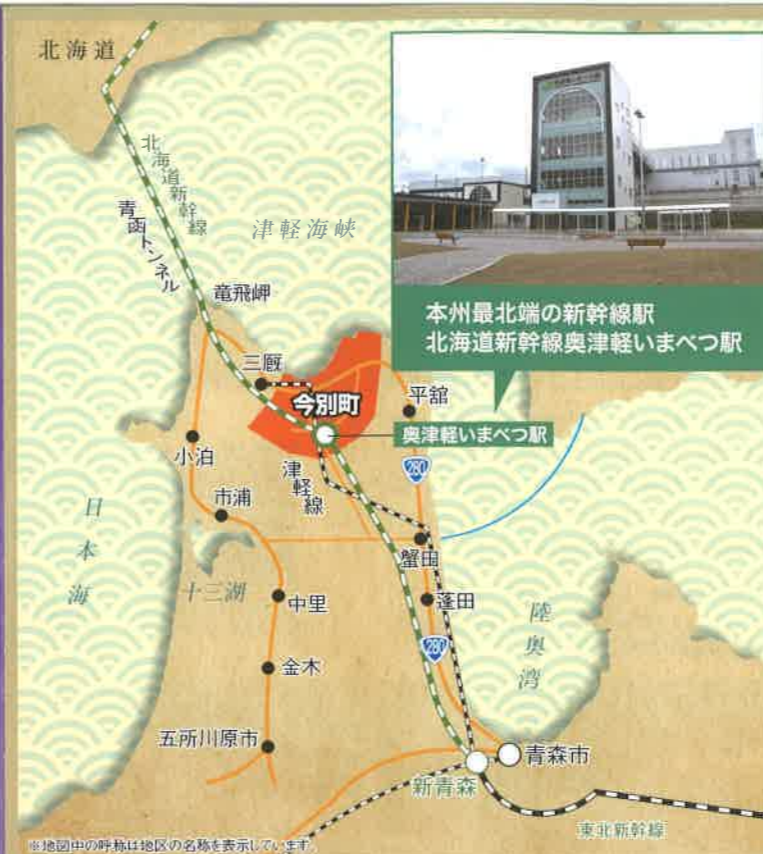 北海道
北海道新幹線
青函トンネル
津軽海峡
本州最北端の新幹線駅
北海道新幹線奥津軽いまべつ駅
竜飛岬
三厩
今別町
平舘
奥津軽いまべつ駅
小泊
津軽線
280
市浦
日本海
十三湖
蟹田
中里
蓬田
陸奥湾
280
金木
五所川原市
青森市
新青森
東北新幹線
※地図中の呼称は地区の名称を表示しています。